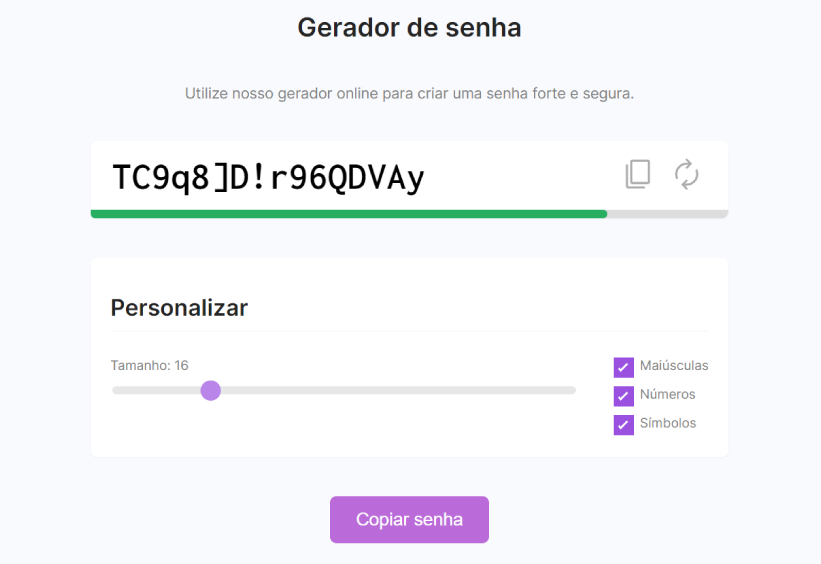 Gerador de senha
Utilize nosso gerador online para criar uma senha forte e segura.
TC9q8]D!r96QDVAy
Personalizar
Tamanho: 16
Maiúsculas
Números
Símbolos
Copiar senha